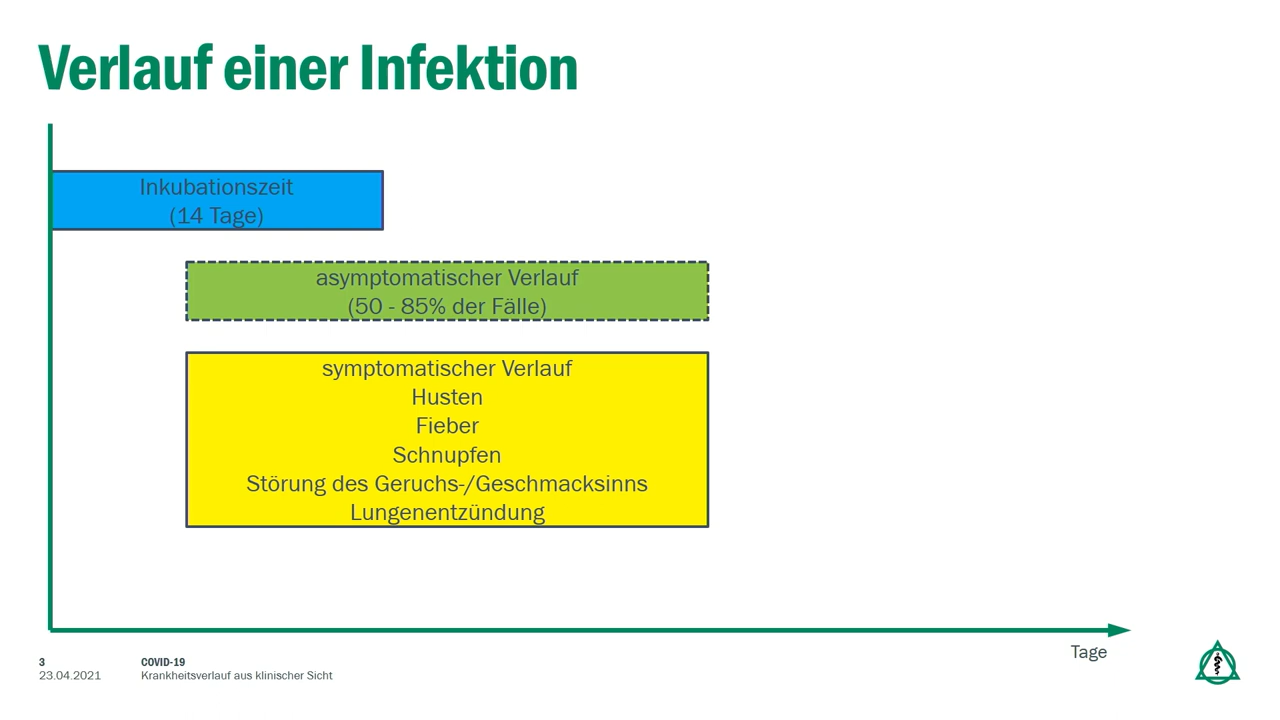 Verlauf einer Infektion
Inkubationszeit
(14 Tage)
asymptomatischer Verlauf
(50 - 85% der Fälle)
symptomatischer Verlauf
Husten
Fieber
Schnupfen
Störung des Geruchs-/Geschmacksinns
Lungenentzündung
Tage
3
COVID-19
23.04.2021
Krankheitsverlauf aus klinischer Sicht